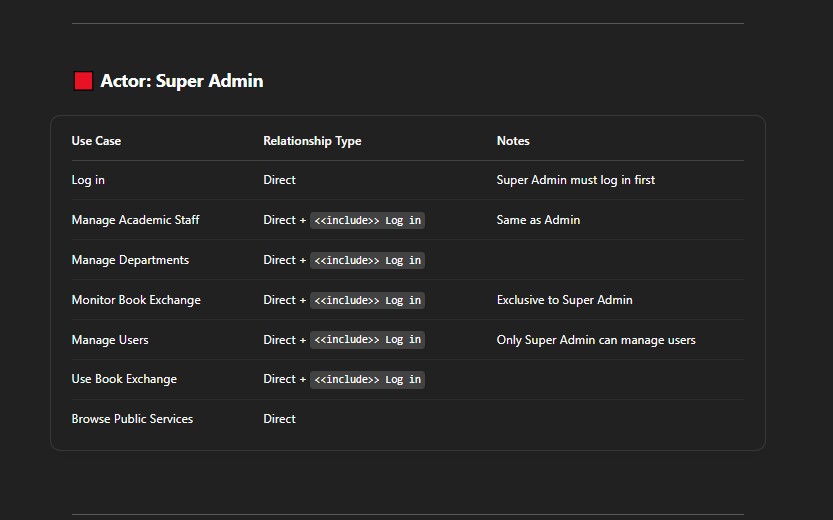 Actor: Super Admin
Use Case Relationship Type Notes
Log in Direct Super Admin must log in first
Manage Academic Staff Direct + <<include>> Log in Same as Admin
Manage Departments Direct + <<include>> Log in
Monitor Book Exchange Direct + <<include>> Log in Exclusive to Super Admin
Manage Users Direct + <<include>> Log in Only Super Admin can manage users
Use Book Exchange Direct + <<include>> Log in
Browse Public Services Direct